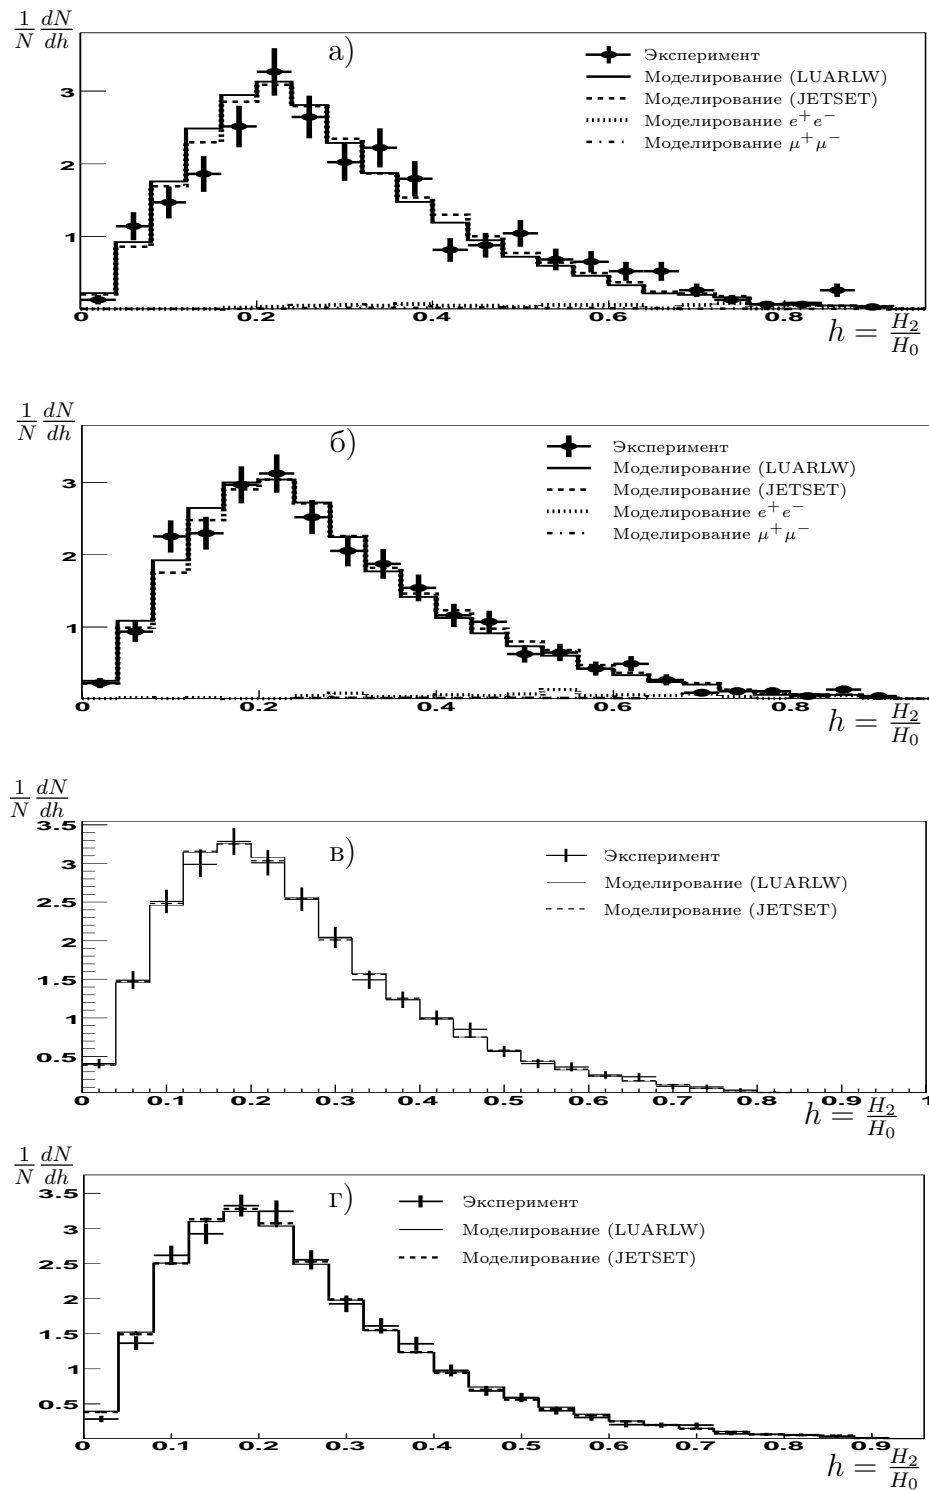 1/N dN/dh
а)
Эксперимент
Моделирование (LUARLW)
Моделирование (JETSET)
Моделирование e⁺e⁻
Моделирование μ⁺μ⁻
3
2
1
0 0.2 0.4 0.6 0.8
h = H₂/H₀
1/N dN/dh
б)
Эксперимент
Моделирование (LUARLW)
Моделирование (JETSET)
Моделирование e⁺e⁻
Моделирование μ⁺μ⁻
3
2
1
0 0.2 0.4 0.6 0.8
h = H₂/H₀
1/N dN/dh
в)
Эксперимент
Моделирование (LUARLW)
Моделирование (JETSET)
3.5
3
2.5
2
1.5
1
0.5
0 0.1 0.2 0.3 0.4 0.5 0.6 0.7 0.8 0.9 1
h = H₂/H₀
1/N dN/dh
г)
Эксперимент
Моделирование (LUARLW)
Моделирование (JETSET)
3.5
3
2.5
2
1.5
1
0.5
0 0.1 0.2 0.3 0.4 0.5 0.6 0.7 0.8 0.9
h = H₂/H₀